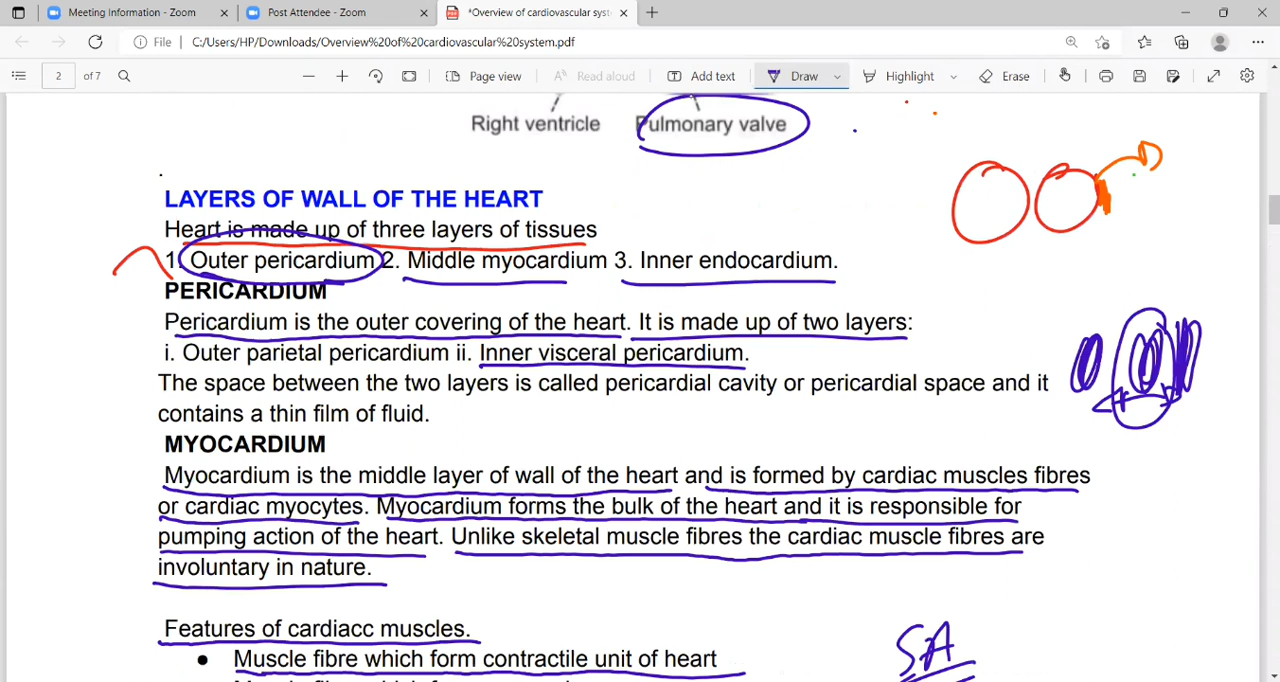 Meeting Information - Zoom
Post Attendee - Zoom
*Overview of cardiovascular syst
File
C:/Users/HP/Downloads/Overview%20of%20cardiovascular%20system.pdf
2 of 7
Page view
Read aloud
Add text
Draw
Highlight
Erase
Right ventricle
Pulmonary valve
.
LAYERS OF WALL OF THE HEART
Heart is made up of three layers of tissues
1. Outer pericardium 2. Middle myocardium 3. Inner endocardium.
PERICARDIUM
Pericardium is the outer covering of the heart. It is made up of two layers:
i. Outer parietal pericardium ii. Inner visceral pericardium.
The space between the two layers is called pericardial cavity or pericardial space and it
contains a thin film of fluid.
MYOCARDIUM
Myocardium is the middle layer of wall of the heart and is formed by cardiac muscles fibres
or cardiac myocytes. Myocardium forms the bulk of the heart and it is responsible for
pumping action of the heart. Unlike skeletal muscle fibres the cardiac muscle fibres are
involuntary in nature.
Features of cardiacc muscles.
SA
● Muscle fibre which form contractile unit of heart